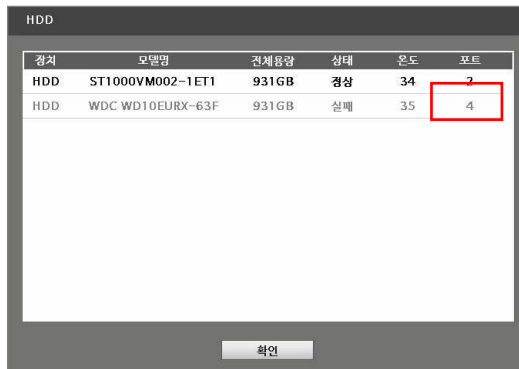 HDD
장치 모델명 전체용량 상태 온도 포트
HDD ST1000VM002-1ET1 931GB 정상 34 2
HDD WDC WD10EURX-63F 931GB 실패 35 4
확인